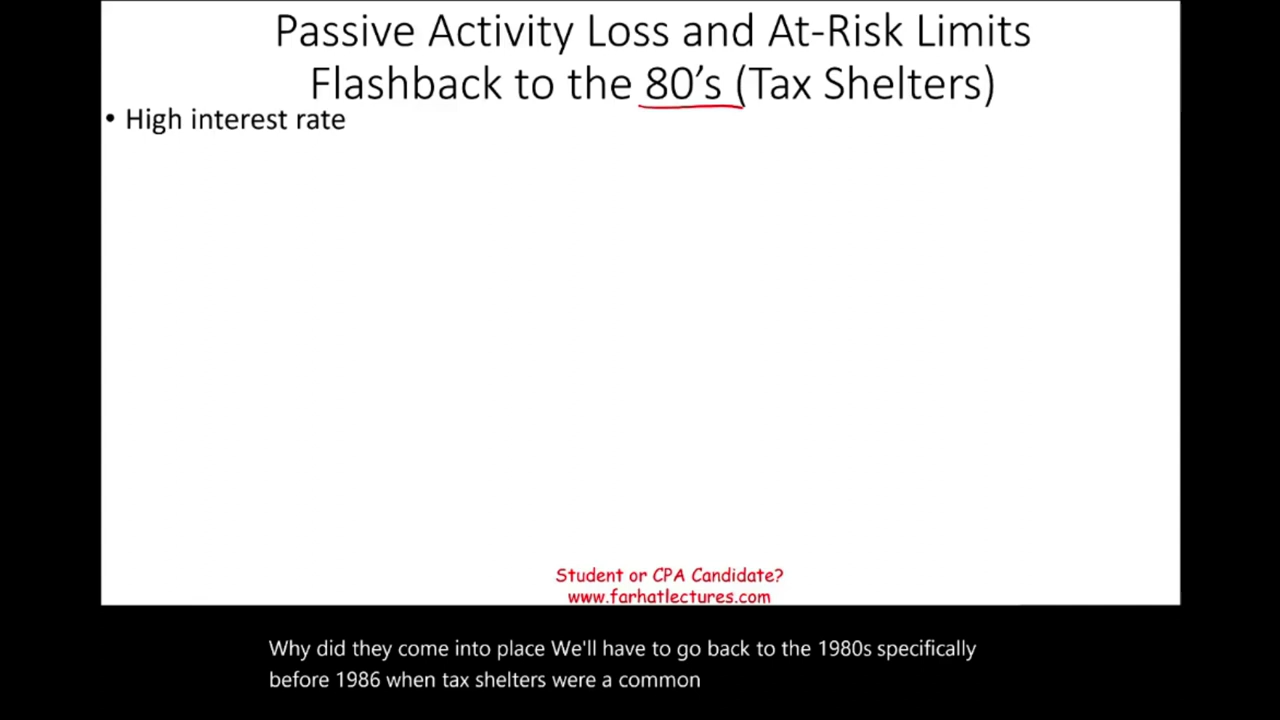 Passive Activity Loss and At-Risk Limits
Flashback to the 80’s (Tax Shelters)
• High interest rate
Student or CPA Candidate?
www.farhatlectures.com
Why did they come into place We'll have to go back to the 1980s specifically
before 1986 when tax shelters were a common